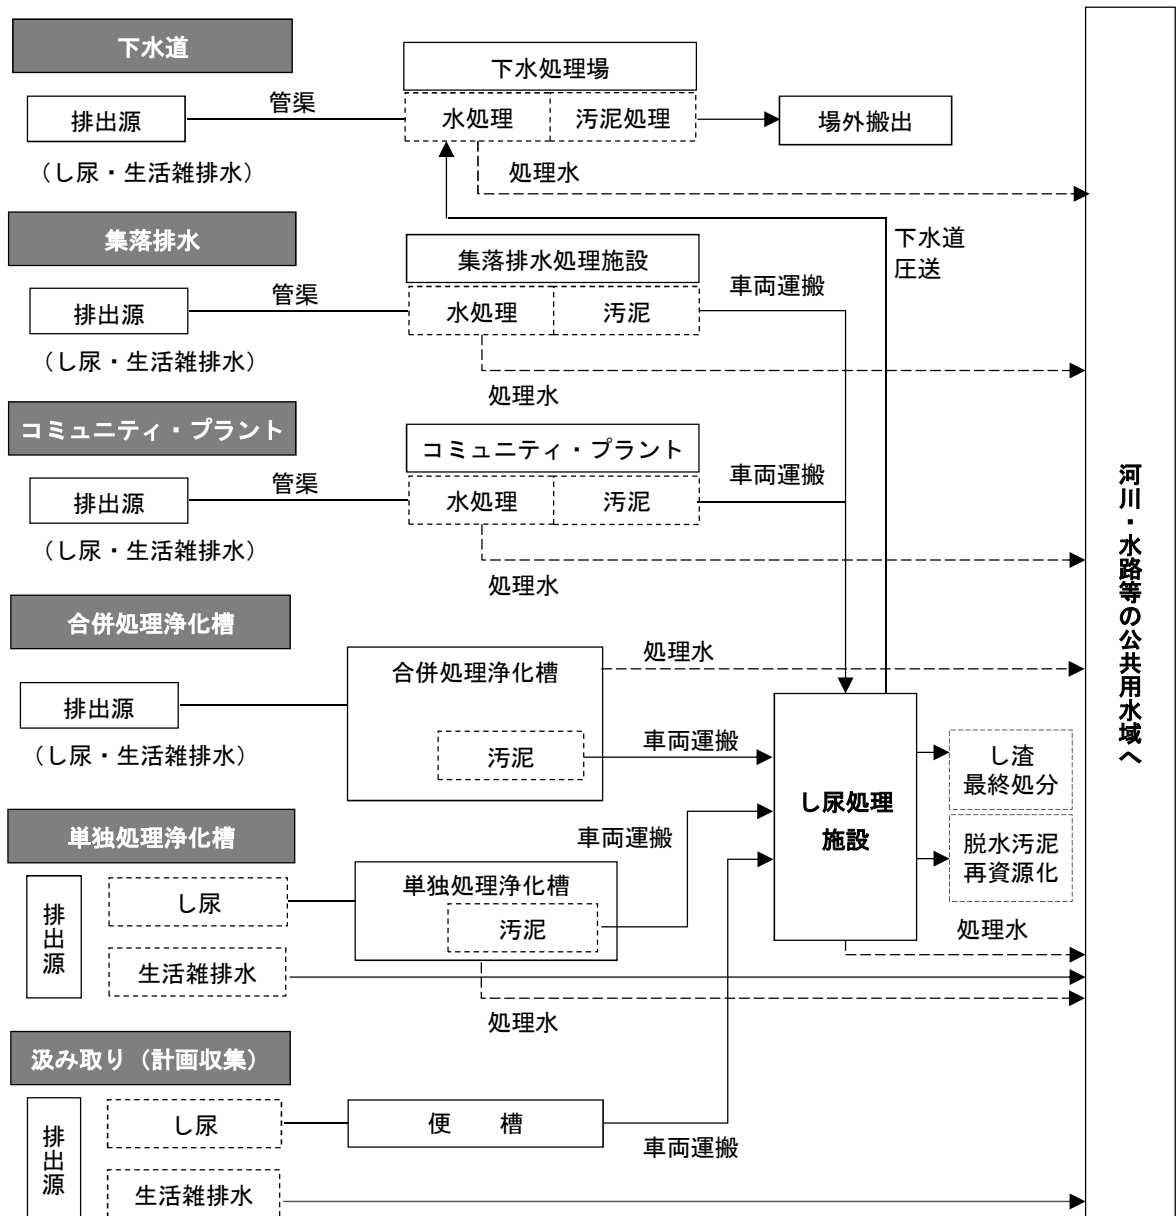 下水道
下水処理場
排出源
管渠
水処理
汚泥処理
場外搬出
（し尿・生活雑排水）
処理水
集落排水
下水道
圧送
集落排水処理施設
車両運搬
排出源
管渠
水処理
汚泥
（し尿・生活雑排水）
処理水
コミュニティ・プラント
コミュニティ・プラント
車両運搬
排出源
管渠
水処理
汚泥
（し尿・生活雑排水）
処理水
合併処理浄化槽
合併処理浄化槽
処理水
排出源
（し尿・生活雑排水）
汚泥
車両運搬
し尿処理
施設
し渣
最終処分
脱水汚泥
再資源化
処理水
単独処理浄化槽
車両運搬
排出源
し尿
単独処理浄化槽
汚泥
生活雑排水
処理水
汲み取り（計画収集）
排出源
し尿
便　槽
車両運搬
生活雑排水
河川・水路等の公共用水域へ